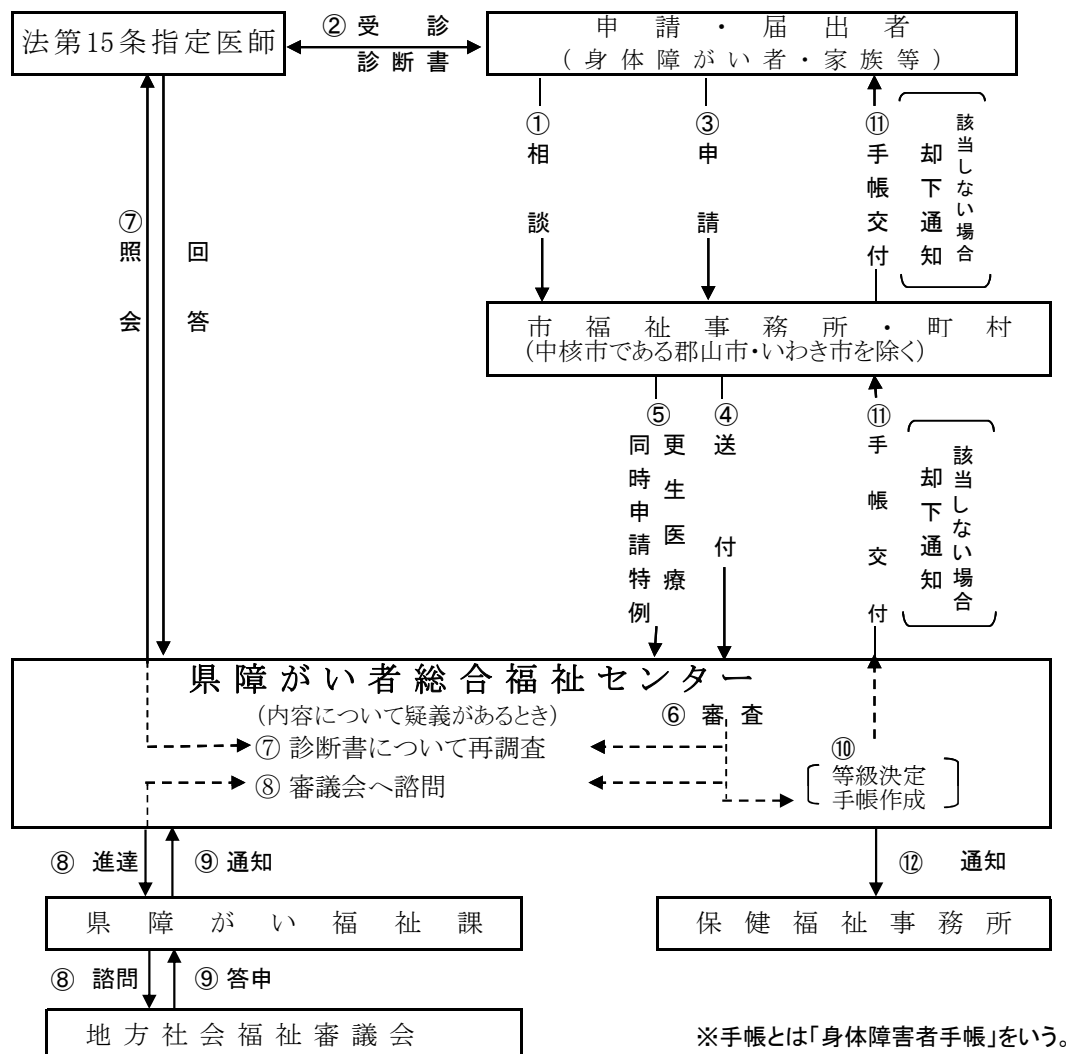 法第15条指定医師
② 受診
診断書
申請・届出者
(身体障がい者・家族等)
①相談
③申請
⑪手帳交付
該当しない場合
却下通知
⑦照会
回答
市福祉事務所・町村
(中核市である郡山市・いわき市を除く)
⑤更生医療
同時申請特例
④送付
⑪手帳交付
該当しない場合
却下通知
県障がい者総合福祉センター
(内容について疑義があるとき)
⑥ 審査
⑦ 診断書について再調査
⑧ 審議会へ諮問
⑩
等級決定
手帳作成
⑧ 進達
⑨ 通知
⑫ 通知
県障がい福祉課
保健福祉事務所
⑧ 諮問
⑨ 答申
地方社会福祉審議会
※手帳とは「身体障害者手帳」をいう。